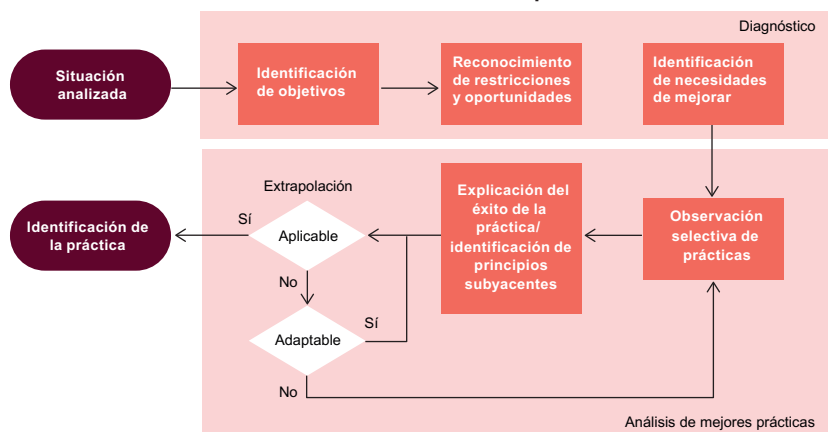 Diagnóstico
Situación
analizada
Identificación
de objetivos
Reconocimiento
de restricciones
y oportunidades
Identificación
de necesidades
de mejorar
Extrapolación
Identificación de
la práctica
Sí
Aplicable
Explicación del
éxito de la
práctica/
identificación de
principios
subyacentes
Observación
selectiva de
prácticas
No
Adaptable
Sí
No
Análisis de mejores prácticas